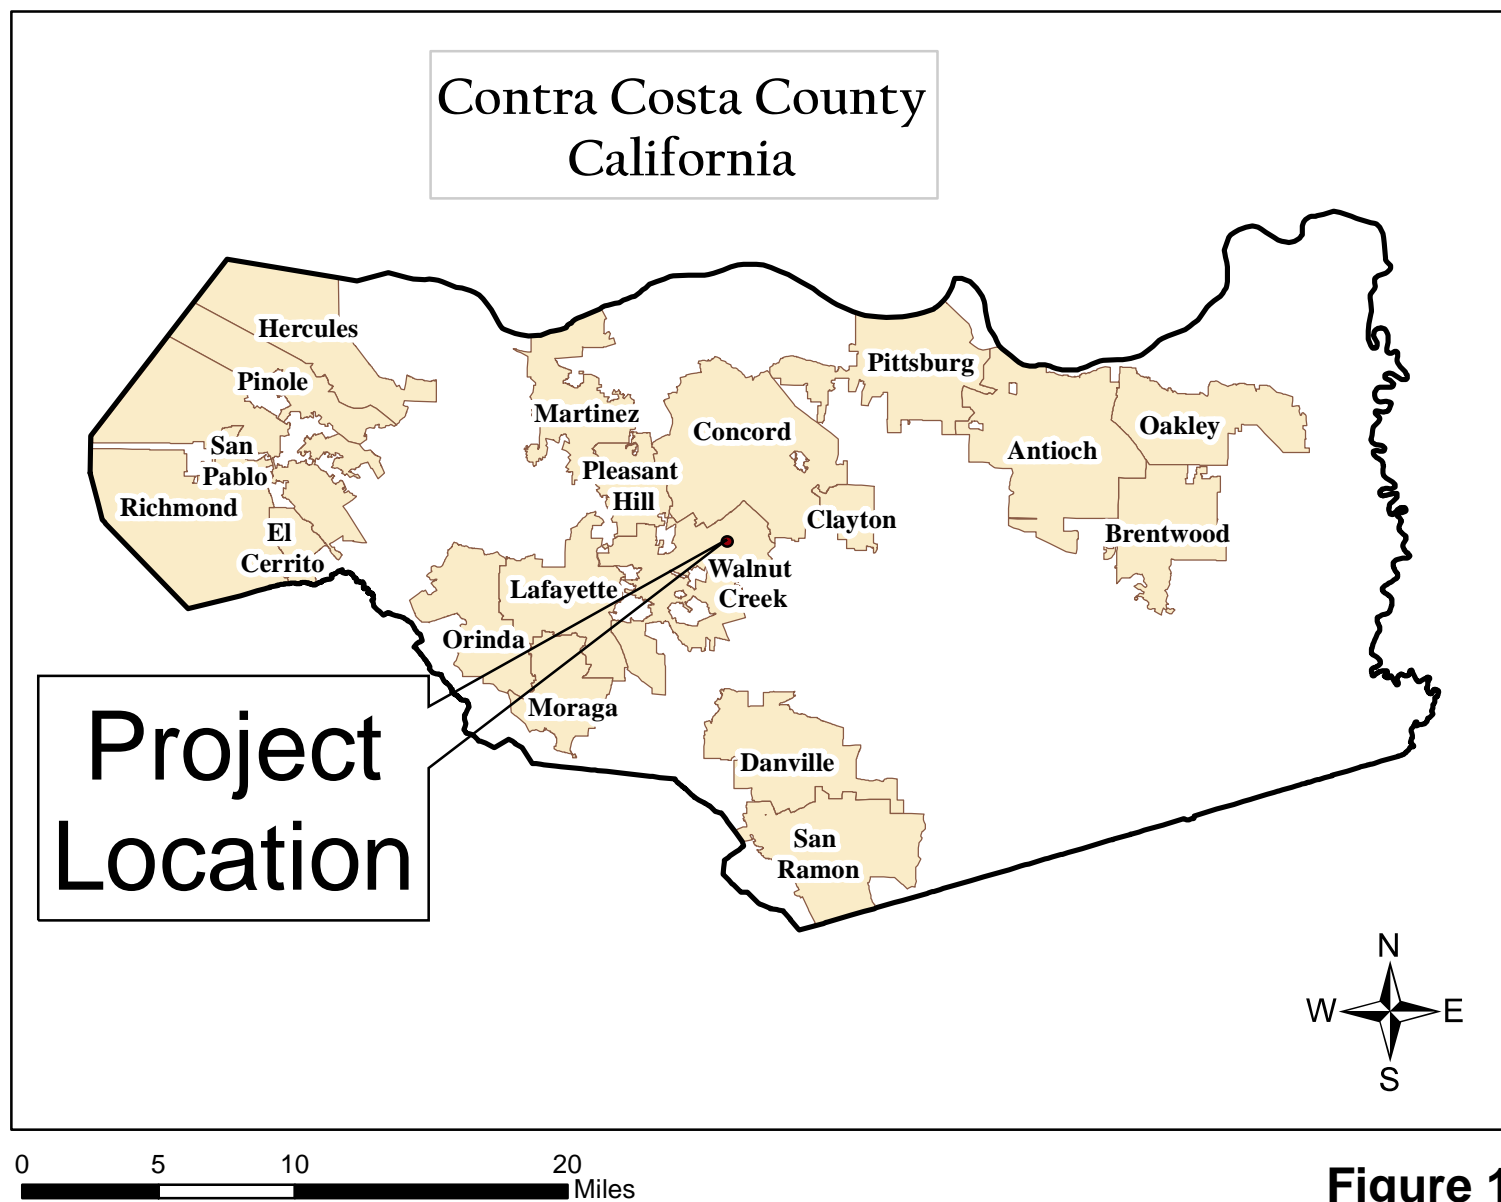 Contra Costa County
California
Hercules
Pinole
San
Pablo
Richmond
El
Cerrito
Martinez
Pleasant
Hill
Concord
Clayton
Pittsburg
Antioch
Oakley
Brentwood
Walnut
Creek
Lafayette
Orinda
Moraga
Danville
San
Ramon
Project
Location
N
W E
S
0 5 10 20
Miles
Figure 1